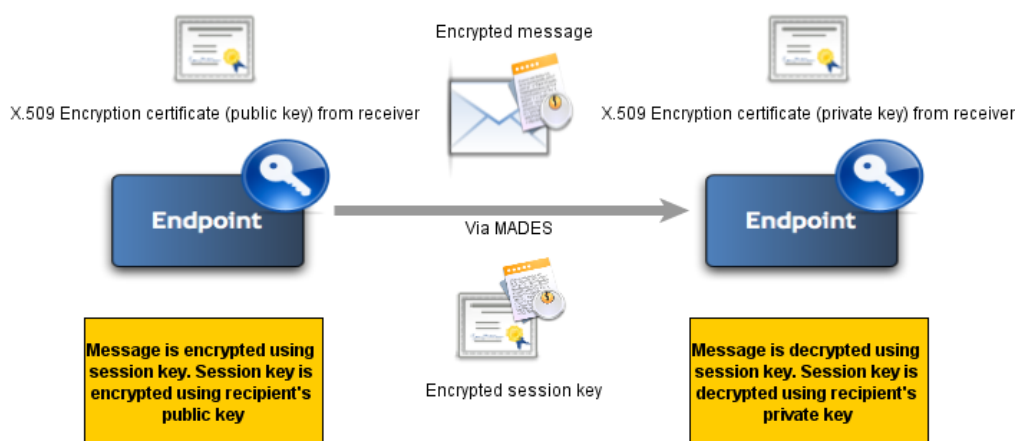 Encrypted message
X.509 Encryption certificate (public key) from receiver
X.509 Encryption certificate (private key) from receiver
Endpoint
Endpoint
Via MADES
Encrypted session key
Message is encrypted using
session key. Session key is
encrypted using recipient's
public key
Message is decrypted using
session key. Session key is
decrypted using recipient's
private key